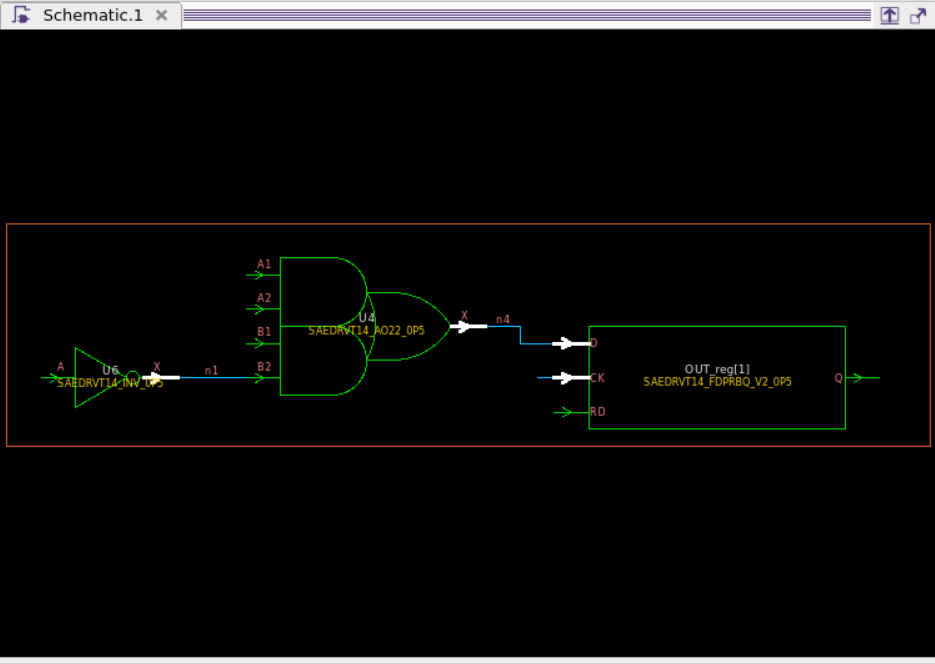 Schematic.1
A1
A2
B1
B2
U4
SAEDRVT14_AO22_0P5
X
n4
A
U6
SAEDRVT14_INV_0P5
X
n1
D
CK
RD
OUT_reg[1]
SAEDRVT14_FDPRBQ_V2_0P5
Q